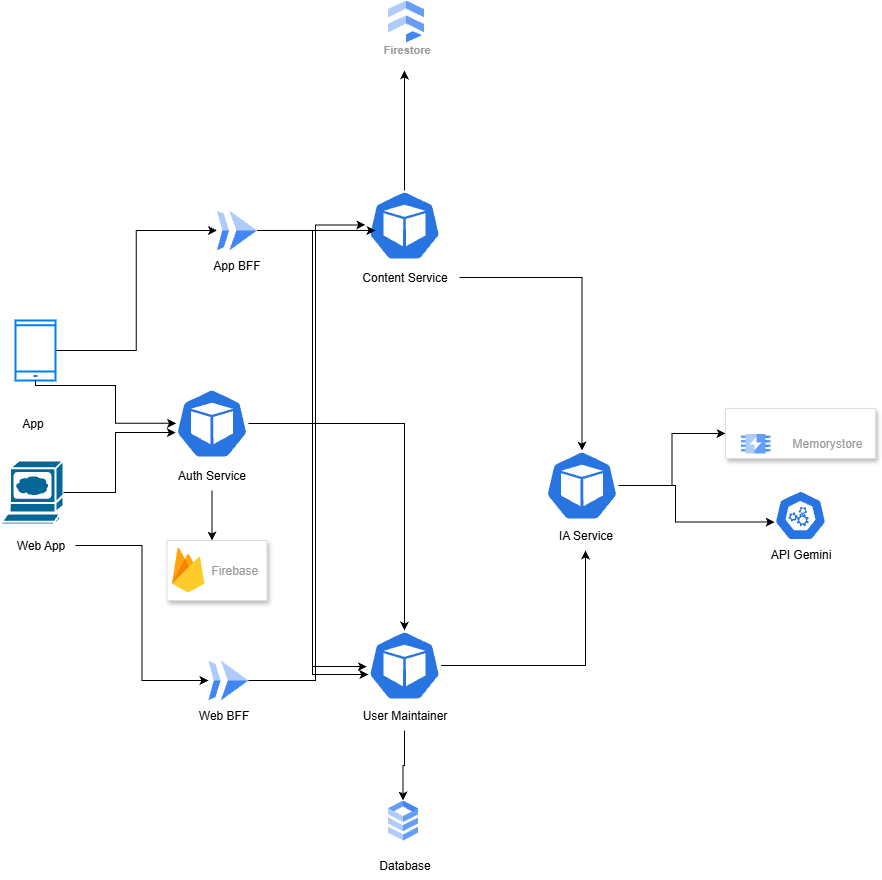 Firestore
App BFF
Content Service
App
Auth Service
Memorystore
Web App
IA Service
API Gemini
Firebase
Web BFF
User Maintainer
Database